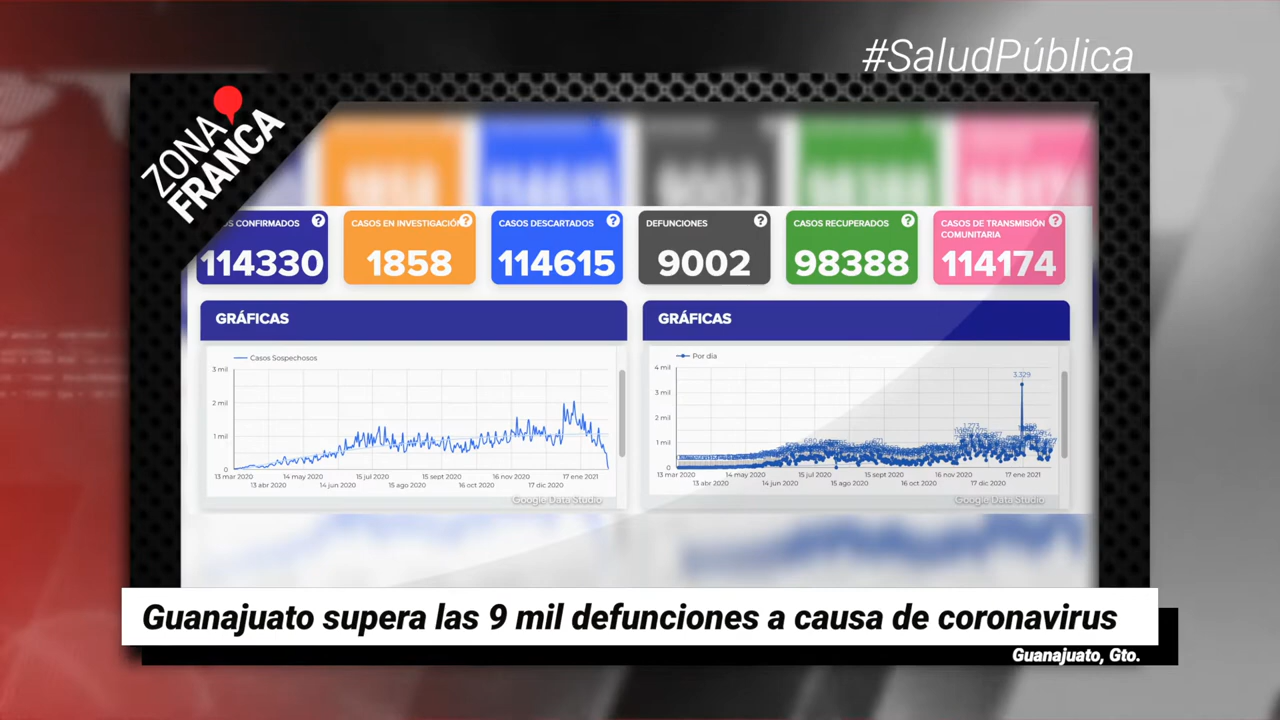 #SaludPública
ZONA
FRANCA
CONFIRMADOS
114330
CASOS EN INVESTIGACIÓN
1858
CASOS DESCARTADOS
114615
DEFUNCIONES
9002
CASOS RECUPERADOS
98388
CASOS DE TRANSMISIÓN
COMUNITARIA
114174
GRÁFICAS
Casos Sospechosos
3 mil
2 mil
1 mil
0
13 mar 2020 14 may 2020 15 jul 2020 15 sept 2020 16 nov 2020 17 ene 2021
13 abr 2020 14 jun 2020 15 ago 2020 16 oct 2020 17 dic 2020
Google Data Studio
GRÁFICAS
Por dia
4 mil
3 mil
2 mil
1 mil
0
3.329
13 mar 2020 14 may 2020 15 jul 2020 15 sept 2020 16 nov 2020 17 ene 2021
13 abr 2020 14 jun 2020 15 ago 2020 16 oct 2020 17 dic 2020
Google Data Studio
Guanajuato supera las 9 mil defunciones a causa de coronavirus
Guanajuato, Gto.